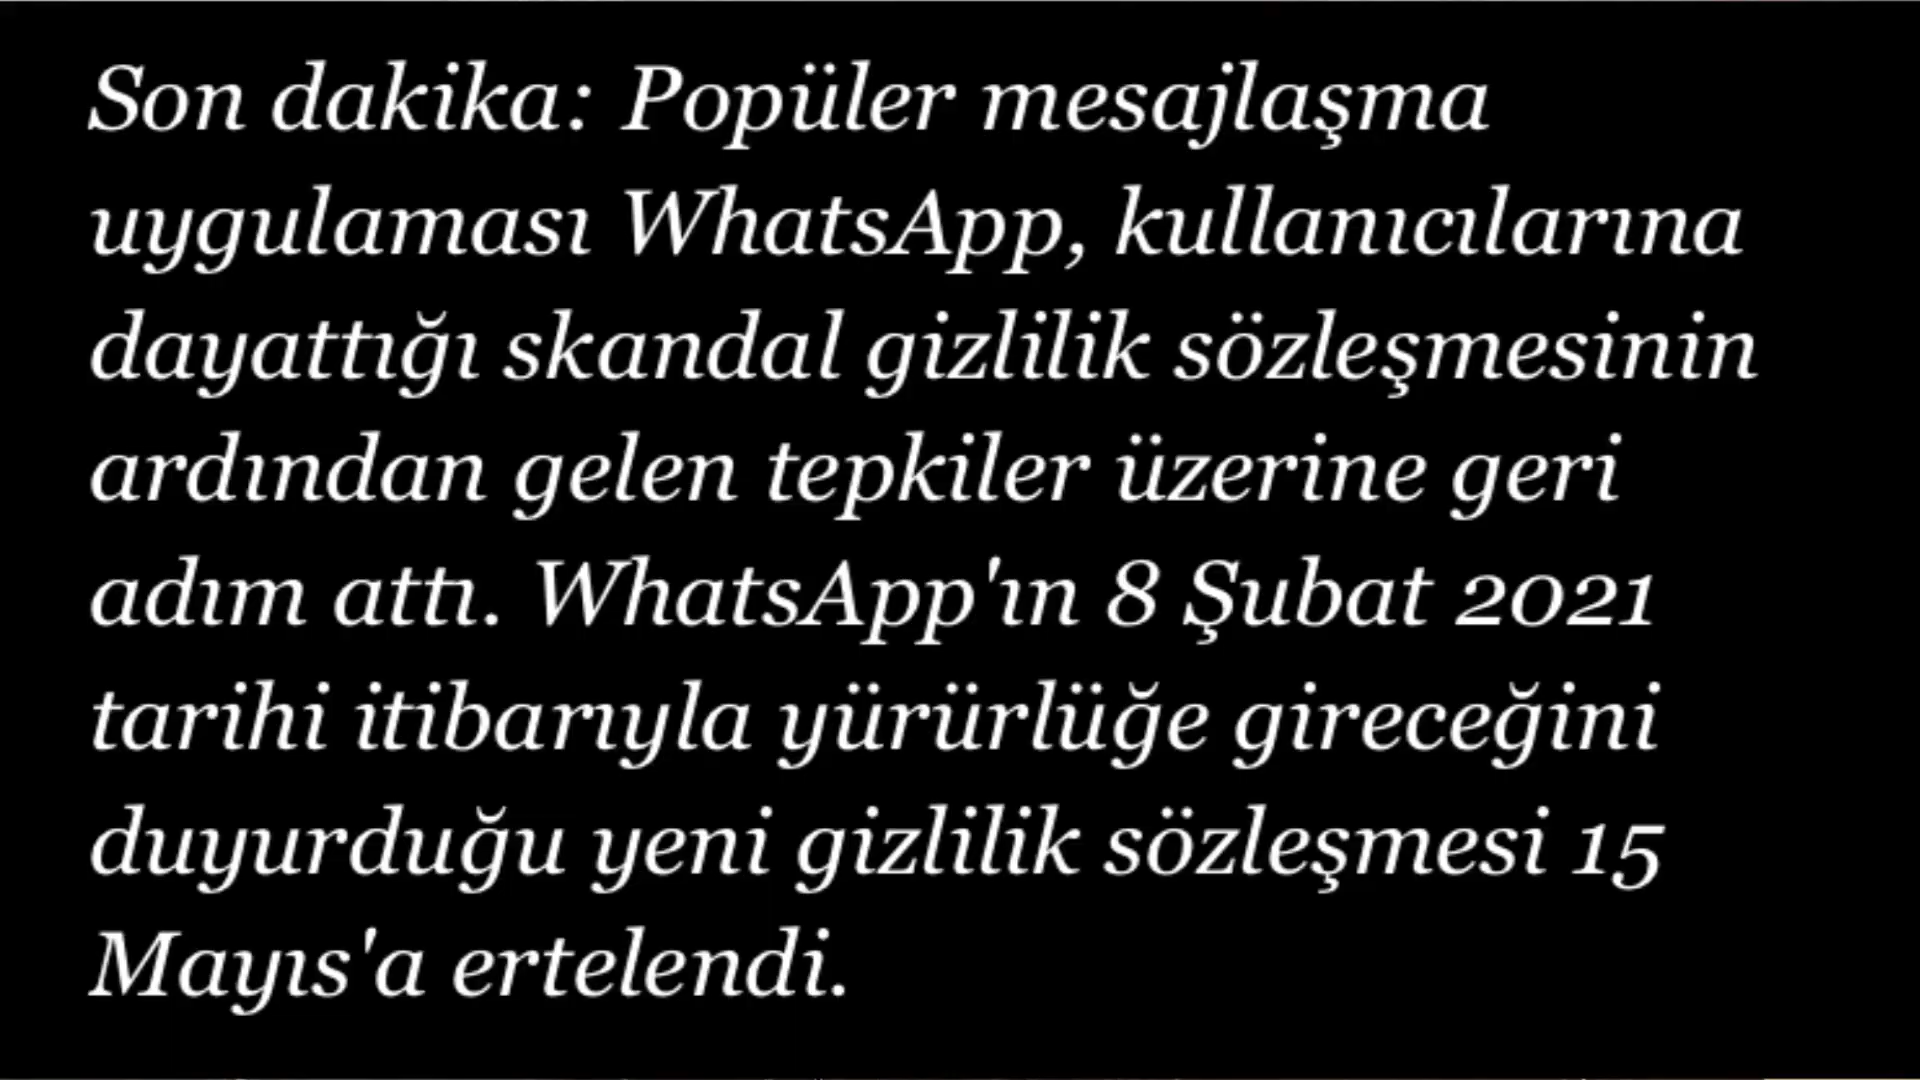 Son dakika: Popüler mesajlaşma
uygulaması WhatsApp, kullanıcılarına
dayattığı skandal gizlilik sözleşmesinin
ardından gelen tepkiler üzerine geri
adım attı. WhatsApp'ın 8 Şubat 2021
tarihi itibarıyla yürürlüğe gireceğini
duyurduğu yeni gizlilik sözleşmesi 15
Mayıs'a ertelendi.